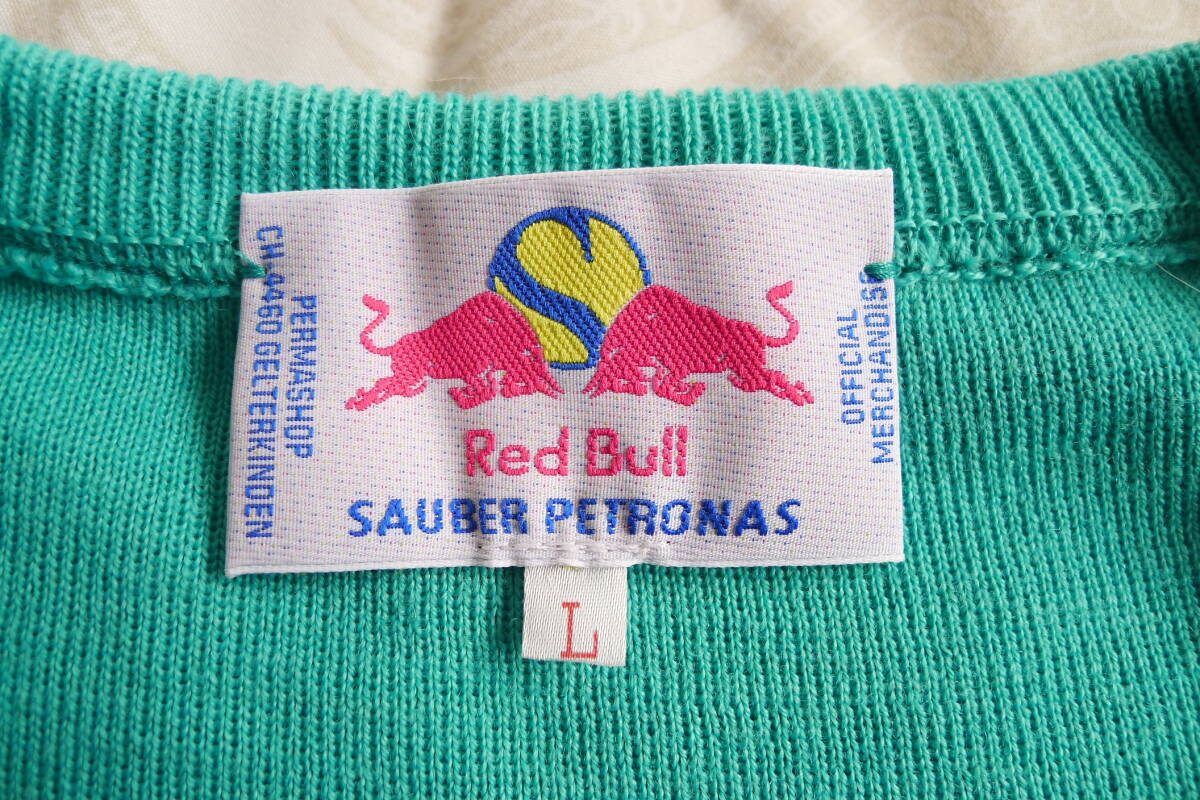 PERMASHOP
CH-4460 GELTERKINDEN
Red Bull
SAUBER PETRONAS
OFFICIAL
MERCHANDISE
L